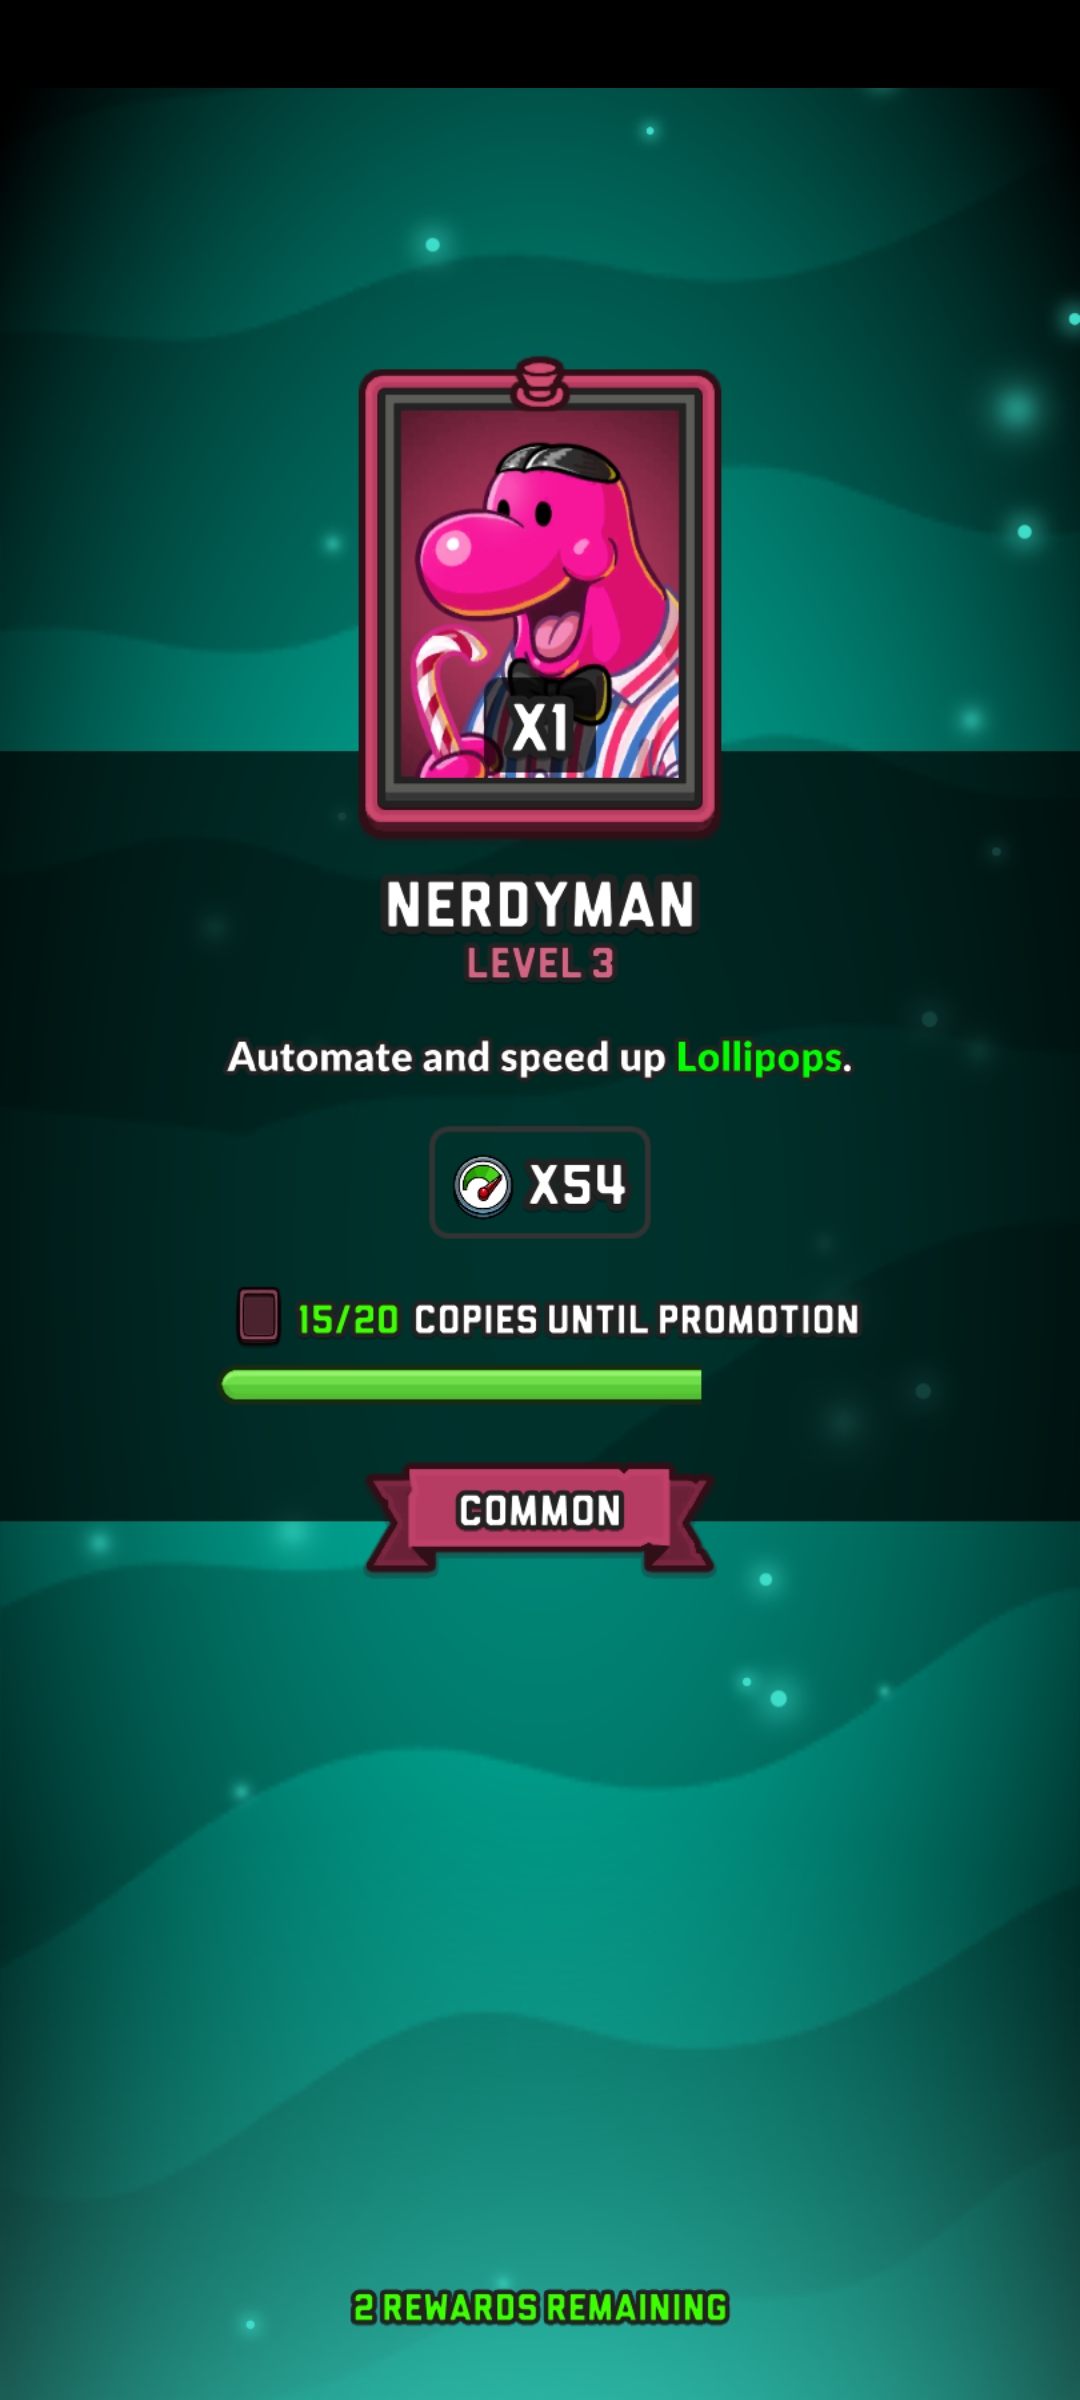 X1
NERDYMAN
LEVEL 3
Automate and speed up Lollipops.
X54
15/20 COPIES UNTIL PROMOTION
COMMON
2 REWARDS REMAINING